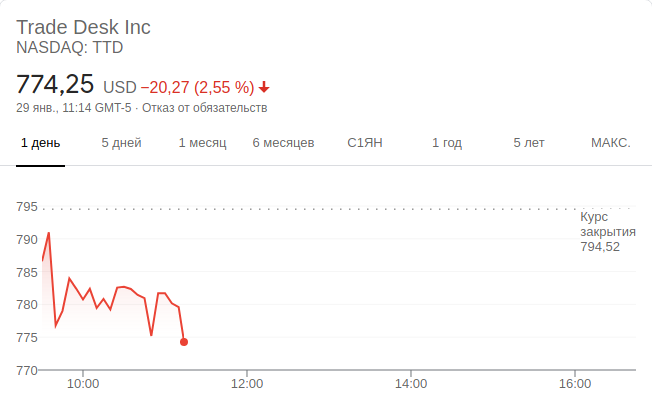 Trade Desk Inc
NASDAQ: TTD
774,25 USD −20,27 (2,55 %)
29 янв., 11:14 GMT-5 · Отказ от обязательств
1 день 5 дней 1 месяц 6 месяцев С1ЯН 1 год 5 лет МАКС.
795
Курс
закрытия
794,52
790
785
780
775
770
10:00 12:00 14:00 16:00